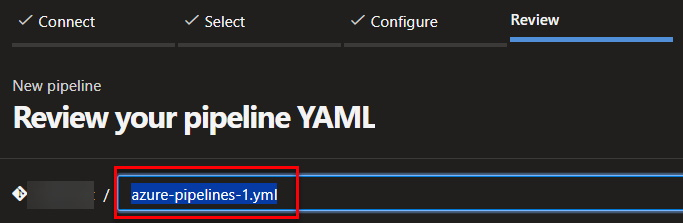 Connect Select Configure Review
New pipeline
Review your pipeline YAML
/ azure-pipelines-1.yml